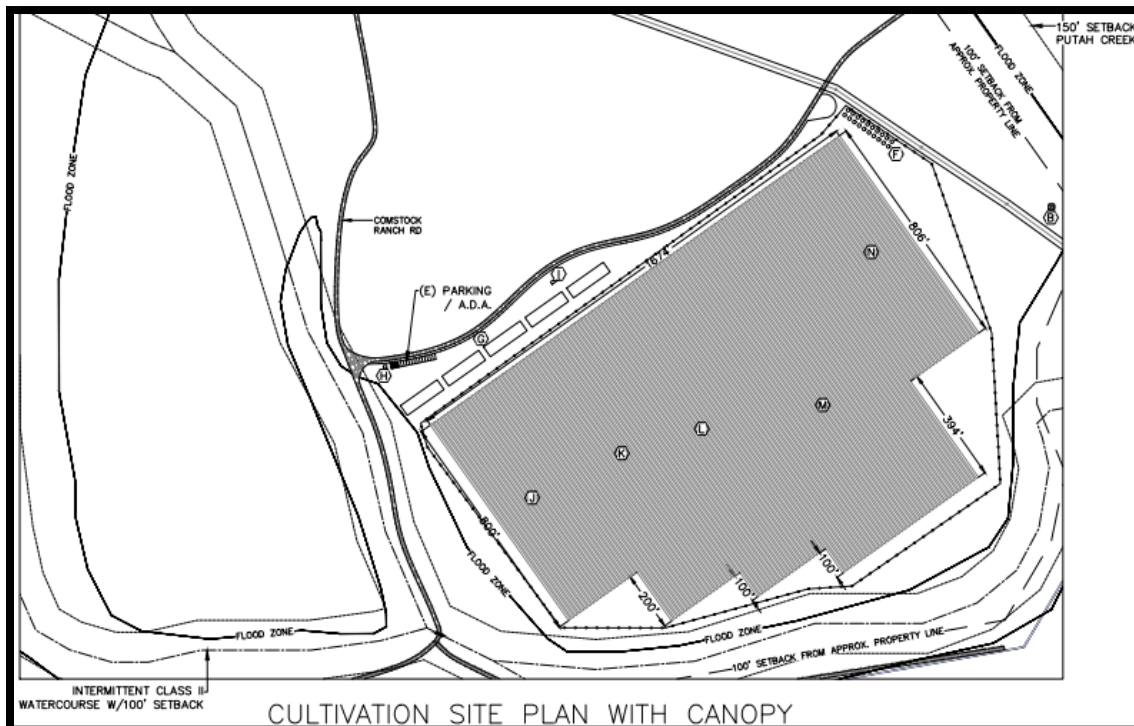 150' SETBACK
PUTAH CREEK
FLOOD ZONE
100' SETBACK FROM
APPROX. PROPERTY LINE
FLOOD ZONE
F
B
COMSTOCK
RANCH RD
806'
N
1674'
I
(E) PARKING
/ A.D.A.
G
H
M
394'
L
K
J
800'
FLOOD ZONE
100'
100'
200'
FLOOD ZONE
FLOOD ZONE
100' SETBACK FROM APPROX. PROPERTY LINE
INTERMITTENT CLASS II
WATERCOURSE W/100' SETBACK
CULTIVATION SITE PLAN WITH CANOPY